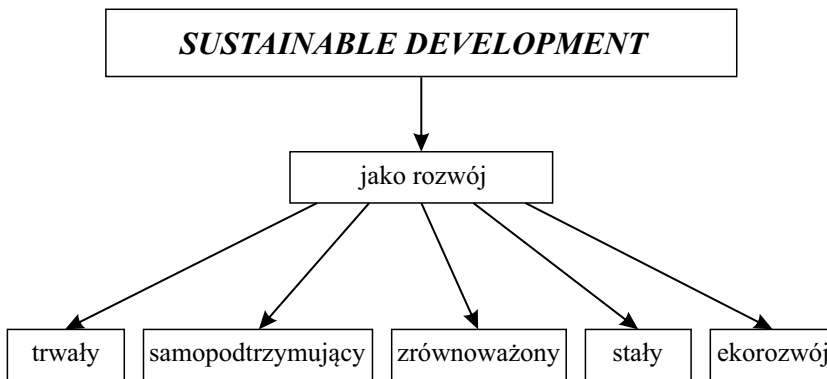 SUSTAINABLE DEVELOPMENT
jako rozwój
trwały
samopodtrzymujący
zrównoważony
stały
ekorozwój